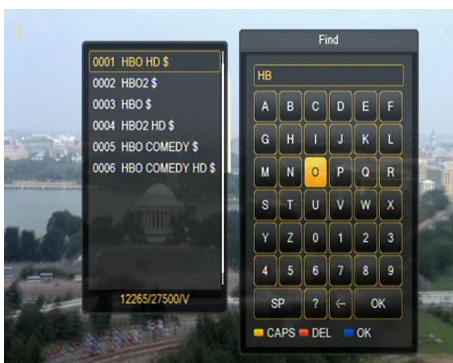 0001 HBO HD $
0002 HBO2 $
0003 HBO $
0004 HBO2 HD $
0005 HBO COMEDY $
0006 HBO COMEDY HD $
12265/27500/V
Find
HB
A B C D E F
G H I J K L
M N O P Q R
S T U V W X
Y Z 0 1 2 3
4 5 6 7 8 9
SP ? ← OK
CAPS DEL OK